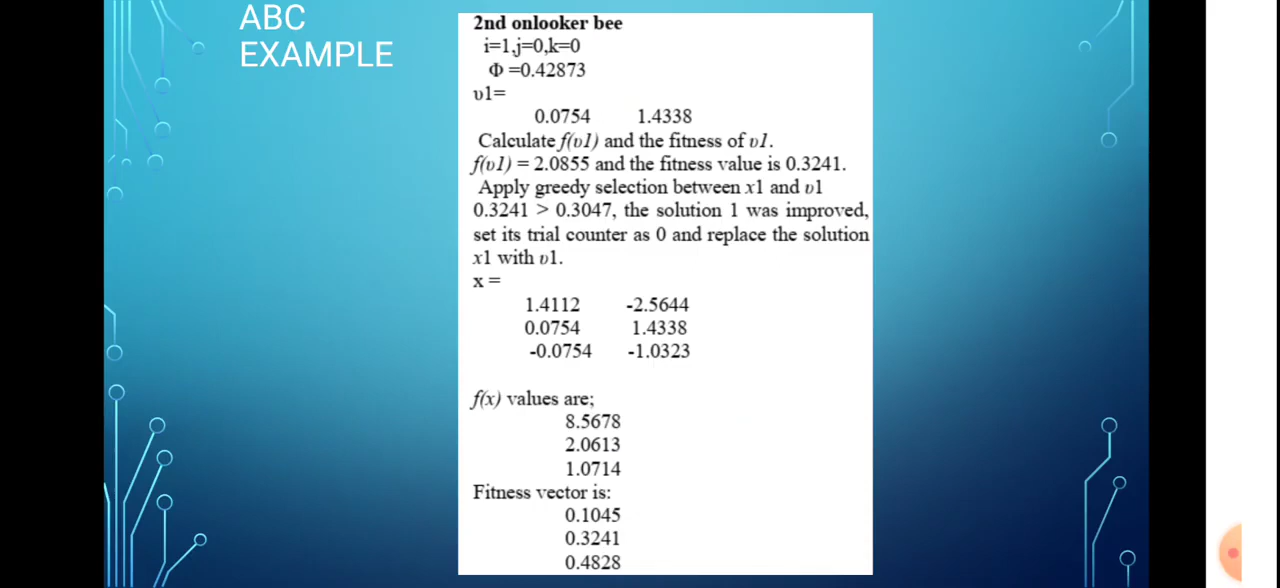 ABC
EXAMPLE
2nd onlooker bee
i=1,j=0,k=0
Φ =0.42873
υ1=
0.0754 1.4338
Calculate f(υ1) and the fitness of υ1.
f(υ1) = 2.0855 and the fitness value is 0.3241.
Apply greedy selection between x1 and υ1
0.3241 > 0.3047, the solution 1 was improved,
set its trial counter as 0 and replace the solution
x1 with υ1.
x =
1.4112 -2.5644
0.0754 1.4338
-0.0754 -1.0323
f(x) values are;
8.5678
2.0613
1.0714
Fitness vector is:
0.1045
0.3241
0.4828